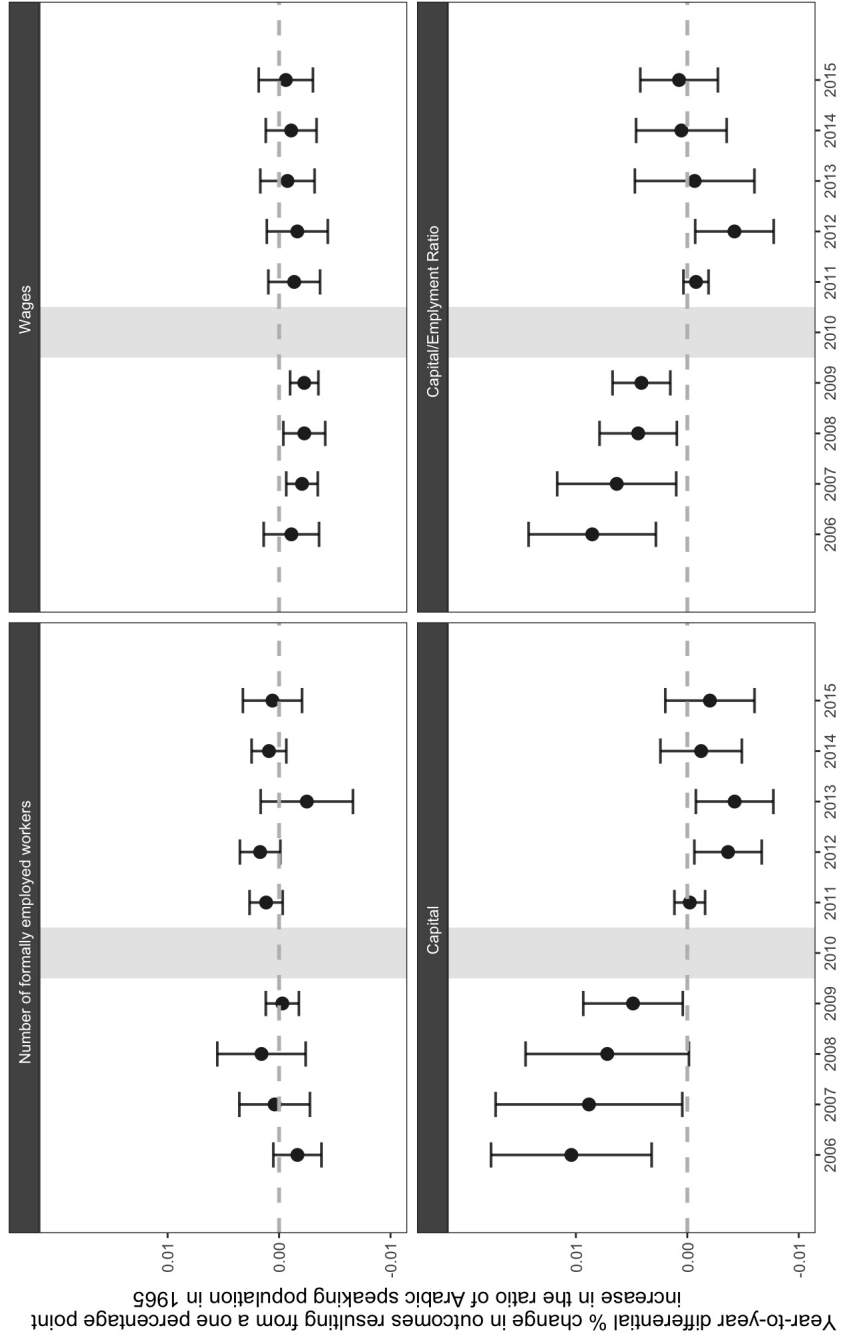 Year-to-year differential % change in outcomes resulting from a one percentage point
increase in the ratio of Arabic speaking population in 1965
Number of formally employed workers
Wages
0.01
0.00
-0.01
Capital
Capital/Emplyment Ratio
0.01
0.00
-0.01
2006 2007 2008 2009 2010 2011 2012 2013 2014 2015 2006 2007 2008 2009 2010 2011 2012 2013 2014 2015